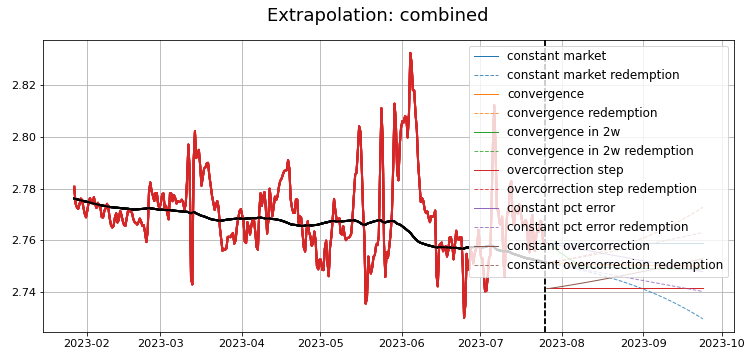 Extrapolation: combined
constant market
constant market redemption
convergence
convergence redemption
convergence in 2w
convergence in 2w redemption
overcorrection step
overcorrection step redemption
constant pct error
constant pct error redemption
constant overcorrection
constant overcorrection redemption
2.82
2.80
2.78
2.76
2.74
2023-02 2023-03 2023-04 2023-05 2023-06 2023-07 2023-08 2023-09 2023-10